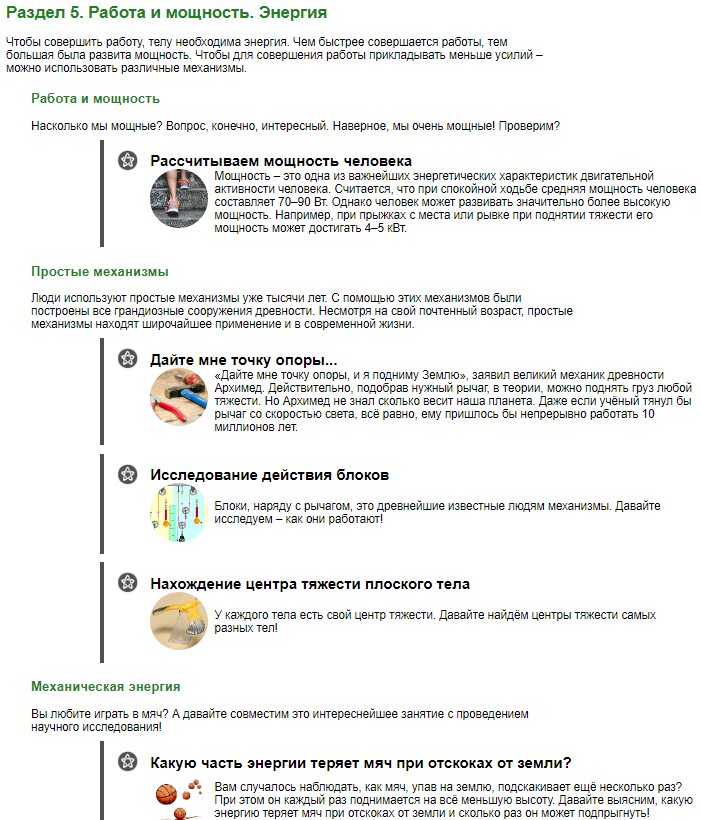 Раздел 5. Работа и мощность. Энергия
Чтобы совершить работу, телу необходима энергия. Чем быстрее совершается работы, тем
большая была развита мощность. Чтобы для совершения работы прикладывать меньше усилий –
можно использовать различные механизмы.
Работа и мощность
Насколько мы мощные? Вопрос, конечно, интересный. Наверное, мы очень мощные! Проверим?
Рассчитываем мощность человека
Мощность – это одна из важнейших энергетических характеристик двигательной
активности человека. Считается, что при спокойной ходьбе средняя мощность человека
составляет 70–90 Вт. Однако человек может развивать значительно более высокую
мощность. Например, при прыжках с места или рывке при поднятии тяжести его
мощность может достигать 4–5 кВт.
Простые механизмы
Люди используют простые механизмы уже тысячи лет. С помощью этих механизмов были
построены все грандиозные сооружения древности. Несмотря на свой почтенный возраст, простые
механизмы находят широчайшее применение и в современной жизни.
Дайте мне точку опоры...
«Дайте мне точку опоры, и я подниму Землю», заявил великий механик древности
Архимед. Действительно, подобрав нужный рычаг, в теории, можно поднять груз любой
тяжести. Но Архимед не знал сколько весит наша планета. Даже если учёный тянул бы
рычаг со скоростью света, всё равно, ему пришлось бы непрерывно работать 10
миллионов лет.
Исследование действия блоков
Блоки, наряду с рычагом, это древнейшие известные людям механизмы. Давайте
исследуем – как они работают!
Нахождение центра тяжести плоского тела
У каждого тела есть свой центр тяжести. Давайте найдём центры тяжести самых
разных тел!
Механическая энергия
Вы любите играть в мяч? А давайте совместим это интереснейшее занятие с проведением
научного исследования!
Какую часть энергии теряет мяч при отскоках от земли?
Вам случалось наблюдать, как мяч, упав на землю, подскакивает ещё несколько раз?
При этом он каждый раз поднимается на всё меньшую высоту. Давайте выясним, какую
энергию теряет мяч при отскоках от земли и сколько раз он может подпрыгнуть!